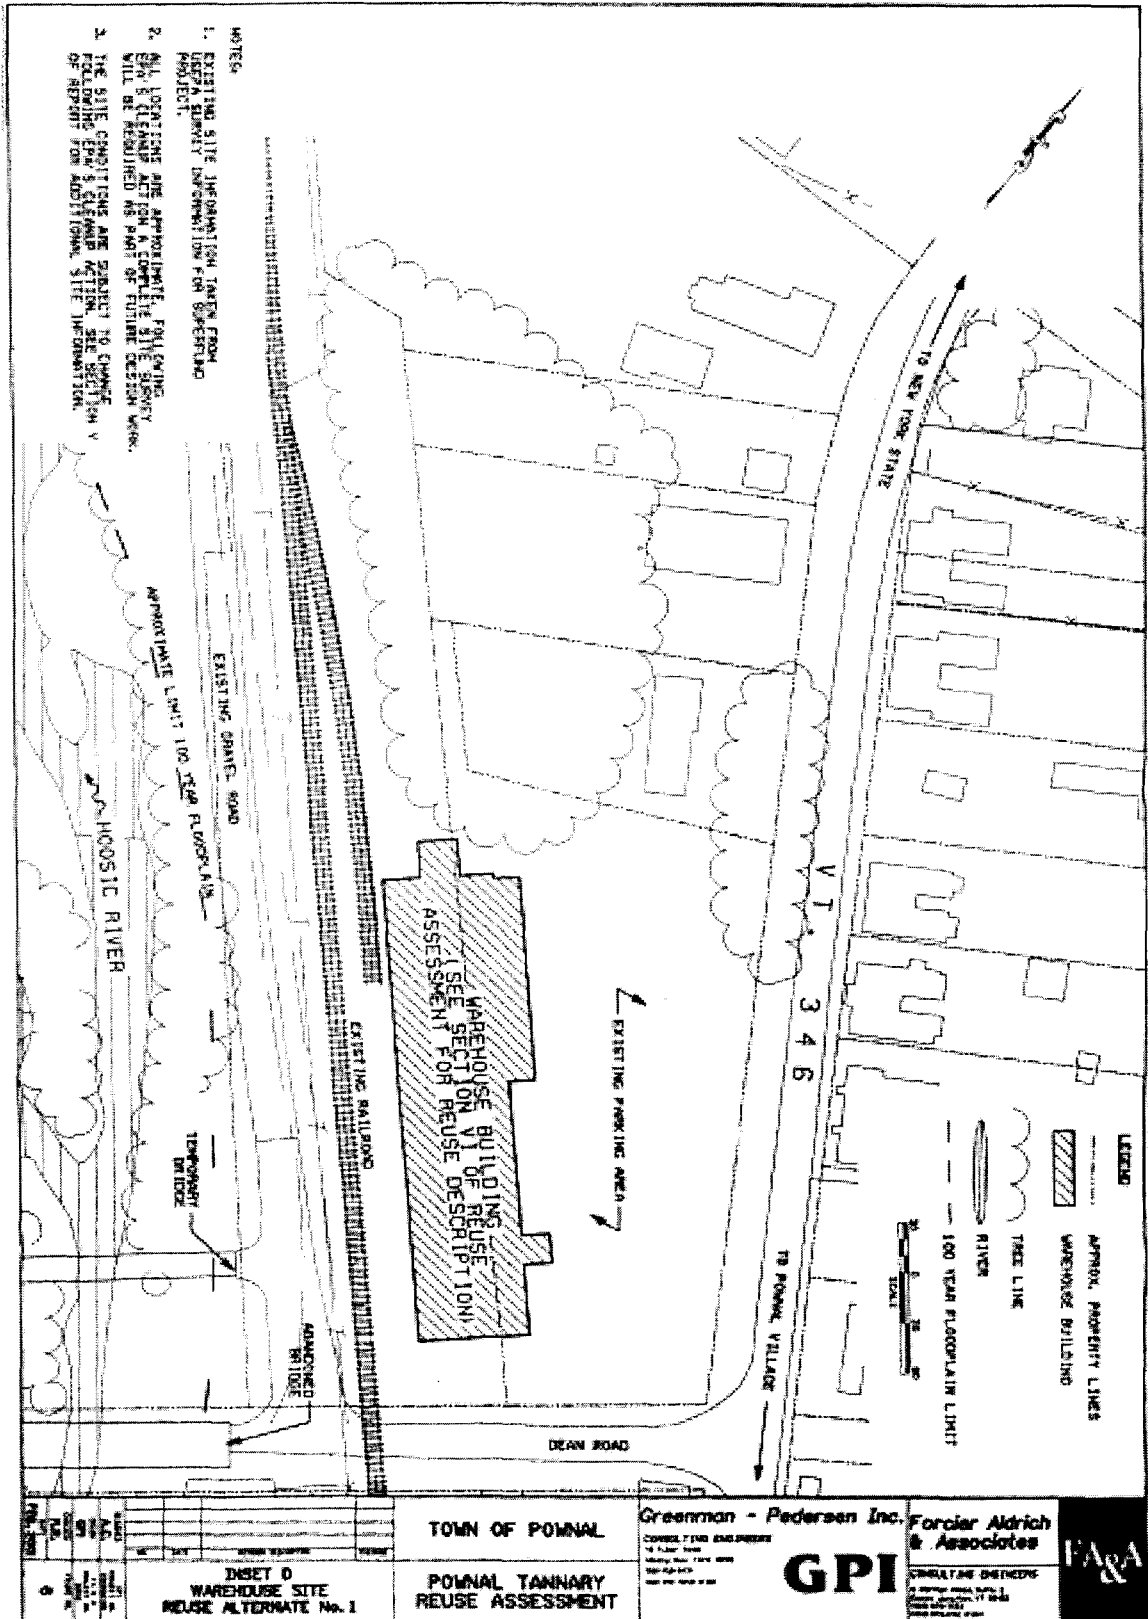 NOTES:
1. EXISTING SITE INFORMATION TAKEN FROM
USEPA SURVEY INFORMATION FOR SUPERFUND
PROJECT.
2. ALL LOCATIONS ARE APPROXIMATE. FOLLOWING
EPA'S CLEANUP ACTION A COMPLETE SITE SURVEY
WILL BE REQUIRED AS PART OF FUTURE DESIGN WORK.
3. THE SITE CONDITIONS ARE SUBJECT TO CHANGE
FOLLOWING EPA'S CLEANUP ACTION. SEE SECTION V
OF REPORT FOR ADDITIONAL SITE INFORMATION.
TO NEW YORK STATE
VT. 346
TO POWNAL VILLAGE
EXISTING PARKING AREA
WAREHOUSE BUILDING
(SEE SECTION VI OF REUSE
ASSESSMENT FOR REUSE DESCRIPTION)
EXISTING RAILROAD
EXISTING GRAVEL ROAD
APPROXIMATE LIMIT 100 YEAR FLOODPLAIN
HOOSIC RIVER
TEMPORARY
BRIDGE
ABANDONED
BRIDGE
DEAN ROAD
LEGEND
APPROX. PROPERTY LINES
WAREHOUSE BUILDING
TREE LINE
RIVER
100 YEAR FLOODPLAIN LIMIT
SCALE
INSET D
WAREHOUSE SITE
REUSE ALTERNATE No. 1
TOWN OF POWNAL
POWNAL TANNARY
REUSE ASSESSMENT
Greenman - Pedersen Inc.
CONSULTING ENGINEERS
GPI
Forcier Aldrich
& Associates
CONSULTING ENGINEERS
FA&A